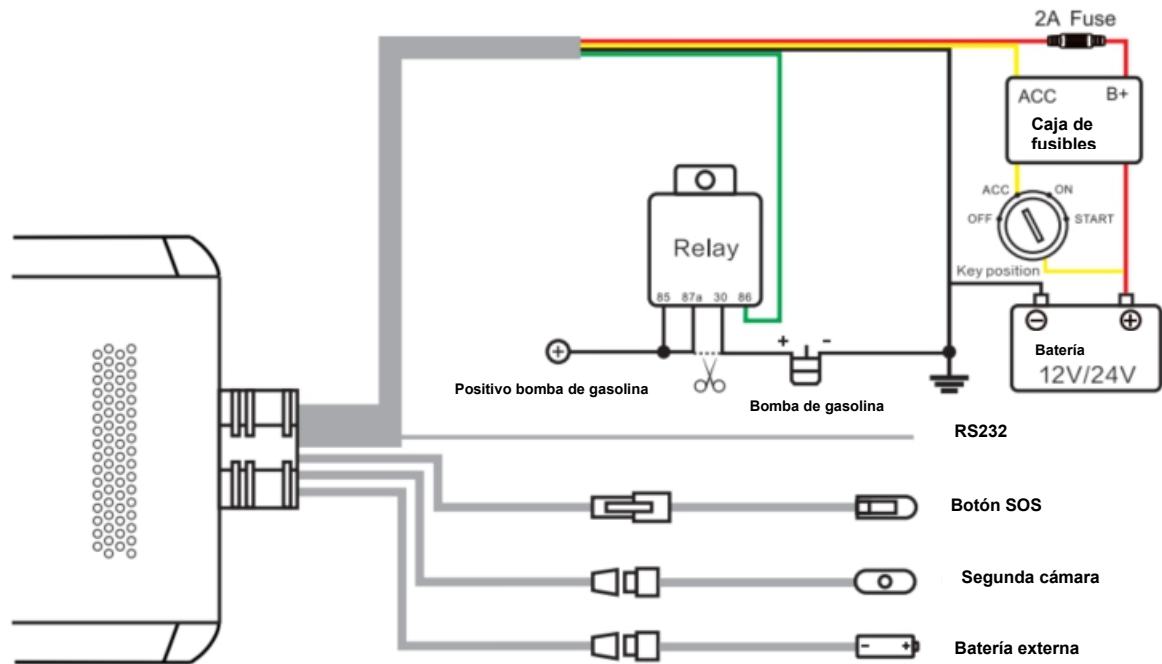 2A Fuse
ACC B+
Caja de
fusibles
ACC ON
OFF START
Key position
Relay
85 87a 30 86
Batería
12V/24V
+ -
Positivo bomba de gasolina
Bomba de gasolina
RS232
Botón SOS
Segunda cámara
- +
Batería externa